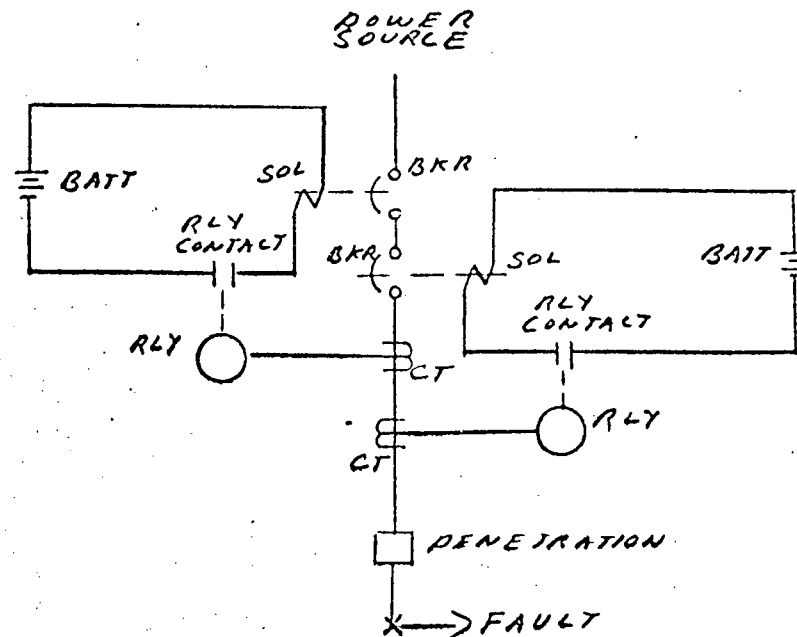 POWER
SOURCE
BATT
SOL
BKR
RLY
CONTACT
BKR
SOL
BATT
RLY
CONTACT
RLY
CT
RLY
CT
PENETRATION
FAULT